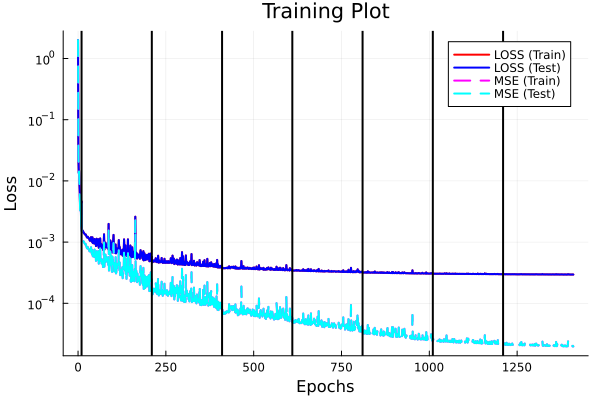 Training Plot
LOSS (Train)
LOSS (Test)
MSE (Train)
MSE (Test)
Loss
10⁰
10⁻¹
10⁻²
10⁻³
10⁻⁴
0
250
500
750
1000
1250
Epochs